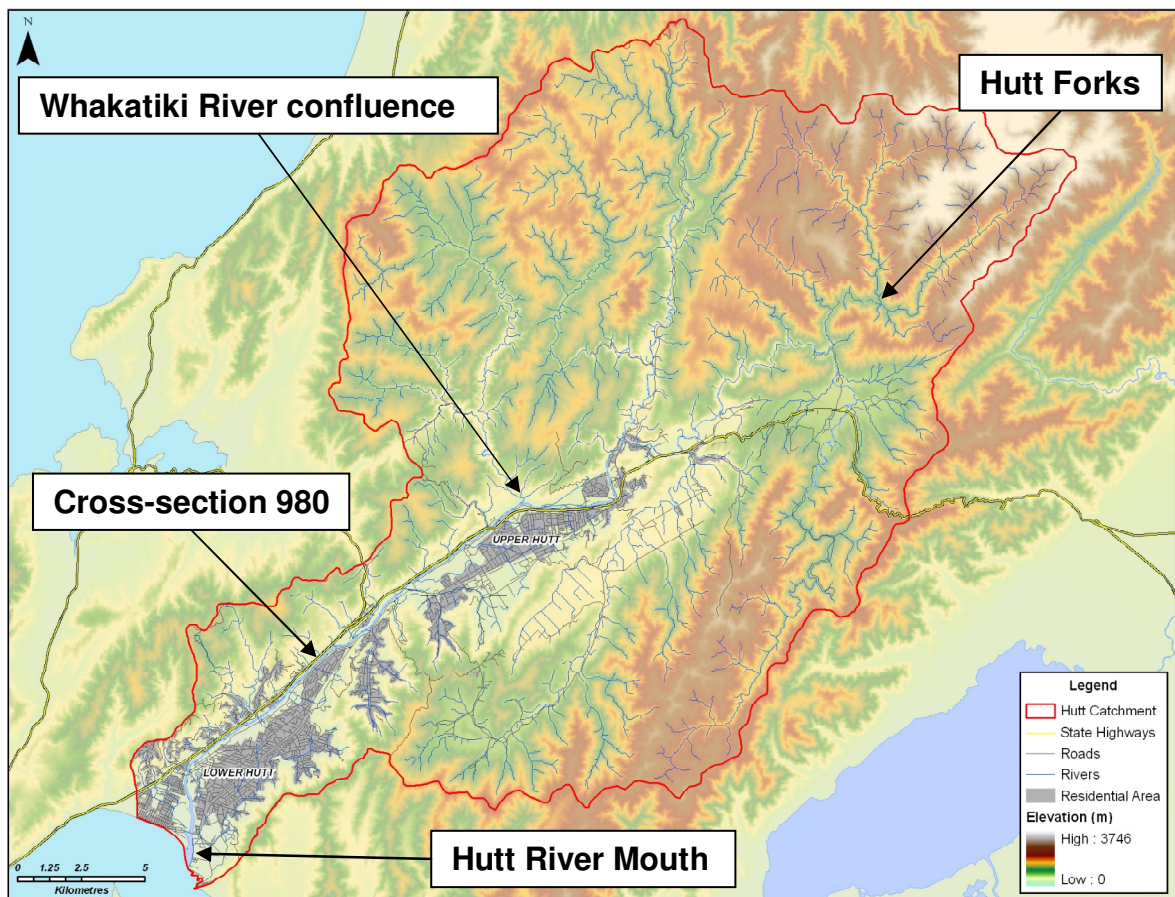 N
Whakatiki River confluence
Hutt Forks
Cross-section 980
UPPER HUTT
LOWER HUTT
Hutt River Mouth
0 1.25 2.5 5
Kilometres
Legend
Hutt Catchment
State Highways
Roads
Rivers
Residential Area
Elevation (m)
High : 3746
Low : 0